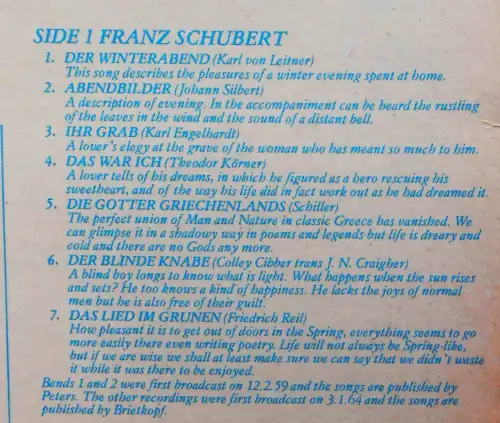 SIDE 1 FRANZ SCHUBERT
1. DER WINTERABEND (Karl von Leitner)
This song describes the pleasures of a winter evening spent at home.
2. ABENDBILDER (Johann Silbert)
A description of evening. In the accompaniment can be heard the rustling
of the leaves in the wind and the sound of a distant bell.
3. IHR GRAB (Karl Engelhardt)
A lover's elegy at the grave of the woman who has meant so much to him.
4. DAS WAR ICH (Theodor Körner)
A lover tells of his dreams, in which he figured as a hero rescuing his
sweetheart, and of the way his life did in fact work out as he had dreamed it.
5. DIE GOTTER GRIECHENLANDS (Schiller)
The perfect union of Man and Nature in classic Greece has vanished. We
can glimpse it in a shadowy way in poems and legends but life is dreary and
cold and there are no Gods any more.
6. DER BLINDE KNABE (Colley Cibber trans J. N. Craigher)
A blind boy longs to know what is light. What happens when the sun rises
and sets? He too knows a kind of happiness. He lacks the joys of normal
men but he is also free of their guilt.
7. DAS LIED IM GRUNEN (Friedrich Reil)
How pleasant it is to get out of doors in the Spring, everything seems to go
more easily there even writing poetry. Life will not always be Spring-like,
but if we are wise we shall at least make sure we can say that we didn't waste
it while it was there to be enjoyed.
Bands 1 and 2 were first broadcast on 12.2.59 and the songs are published by
Peters. The other recordings were first broadcast on 3.1.64 and the songs are
published by Brietkopf.